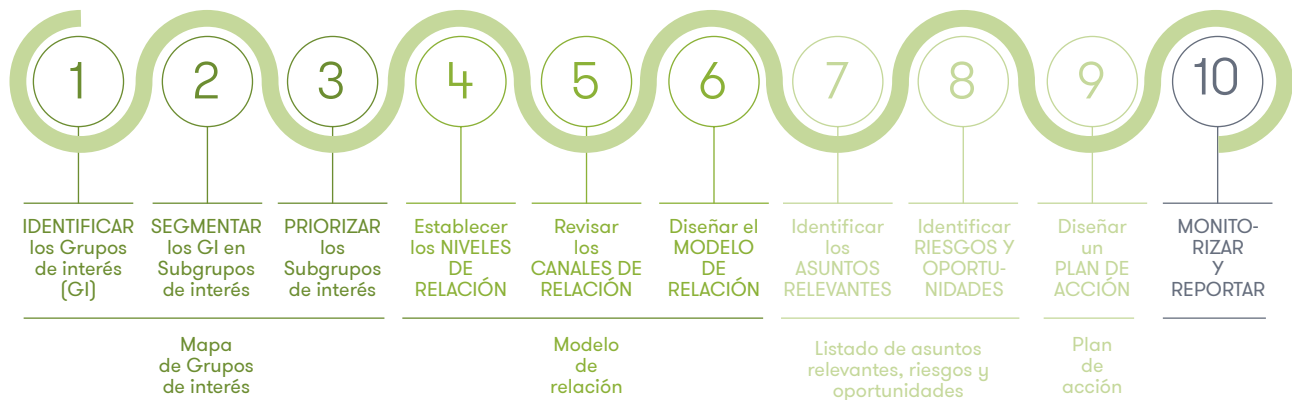 1
2
3
4
5
6
7
8
9
10
IDENTIFICAR
los Grupos
de interés
(GI)
SEGMENTAR
los GI en
Subgrupos
de interés
PRIORIZAR
los
Subgrupos
de interés
Establecer
los NIVELES
DE
RELACIÓN
Revisar
los
CANALES DE
RELACIÓN
Diseñar el
MODELO
DE
RELACIÓN
Identificar
los
ASUNTOS
RELEVANTES
Identificar
RIESGOS Y
OPORTU-
NIDADES
Diseñar
un
PLAN DE
ACCIÓN
MONITO-
RIZAR
Y
REPORTAR
Mapa
de Grupos
de interés
Modelo
de
relación
Listado de asuntos
relevantes, riesgos y
oportunidades
Plan
de
acción